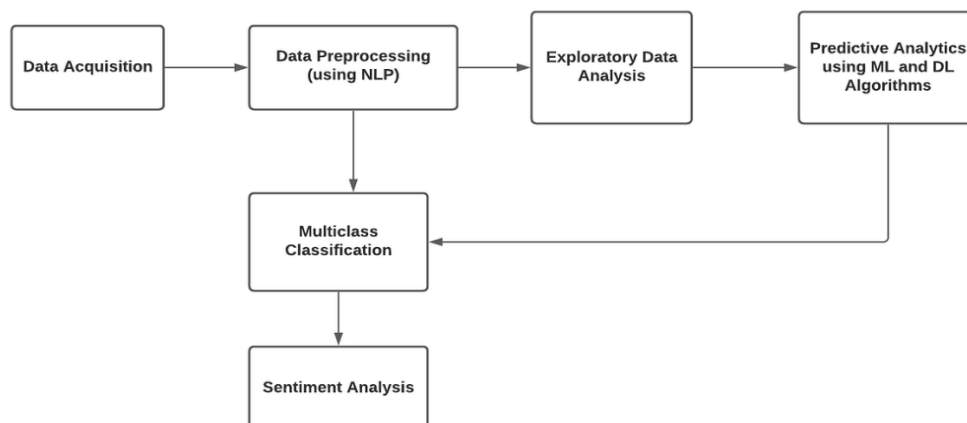 Data Acquisition
Data Preprocessing
(using NLP)
Exploratory Data
Analysis
Predictive Analytics
using ML and DL
Algorithms
Multiclass
Classification
Sentiment Analysis